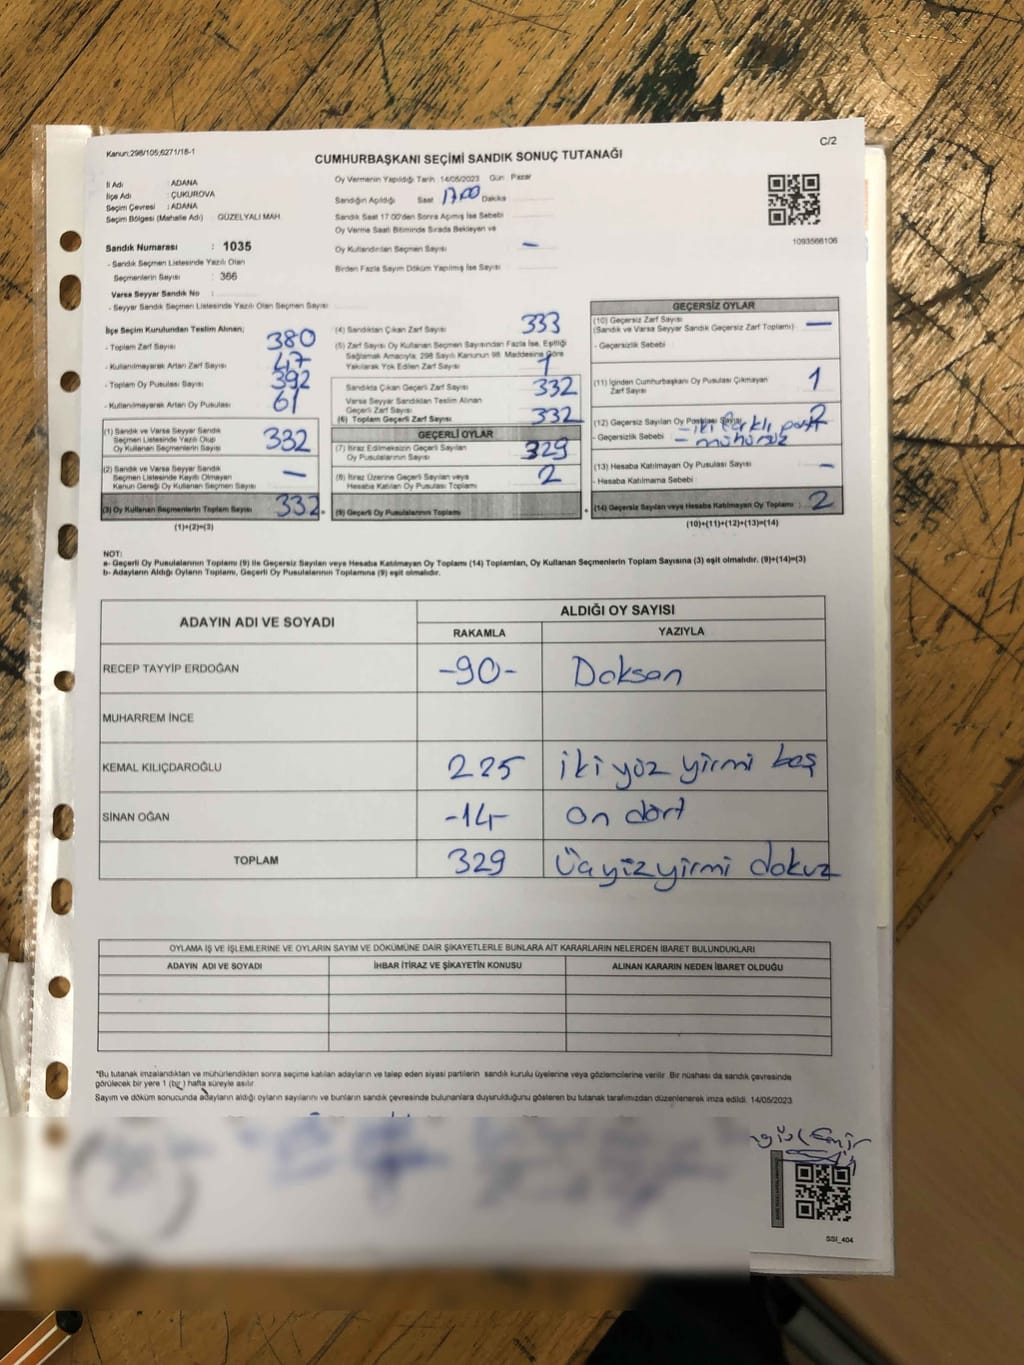 Kanun;298/105;6271/18-1
C/2
CUMHURBAŞKANI SEÇİMİ SANDIK SONUÇ TUTANAĞI
İl Adı : ADANA
İlçe Adı : ÇUKUROVA
Seçim Çevresi : ADANA
Seçim Bölgesi (Mahalle Adı) GÜZELYALI MAH.
Sandık Numarası : 1035
- Sandık Seçmen Listesinde Yazılı Olan
Seçmenlerin Sayısı : 366
Varsa Seyyar Sandık No :
- Seyyar Sandık Seçmen Listesinde Yazılı Olan Seçmen Sayısı :
Oy Vermenin Yapıldığı Tarih :14/05/2023 Gün: Pazar
Sandığın Açıldığı Saat 17.00 Dakika
Sandık Saat 17.00'den Sonra Açılmış İse Sebebi
Oy Verme Saati Bitiminde Sırada Bekleyen ve
Oy Kullandırılan Seçmen Sayısı —
Birden Fazla Sayım Döküm Yapılmış İse Sayısı
1093566106
İlçe Seçim Kurulundan Teslim Alınan;
- Toplam Zarf Sayısı 380
- Kullanılmayarak Artan Zarf Sayısı 47
- Toplam Oy Pusulası Sayısı 392
- Kullanılmayarak Artan Oy Pusulası 61
(1) Sandık ve Varsa Seyyar Sandık
Seçmen Listesinde Yazılı Olup
Oy Kullanan Seçmenlerin Sayısı 332
(2) Sandık ve Varsa Seyyar Sandık
Seçmen Listesinde Kayıtlı Olmayan
Kanun Gereği Oy Kullanan Seçmen Sayısı —
(3) Oy Kullanan Seçmenlerin Toplam Sayısı 332
(1)+(2)=(3)
(4) Sandıktan Çıkan Zarf Sayısı 333
(5) Zarf Sayısı Oy Kullanan Seçmen Sayısından Fazla İse, Eşitliği
Sağlamak Amacıyla; 298 Sayılı Kanunun 98. Maddesine Göre
Yakılarak Yok Edilen Zarf Sayısı 1
Sandıkta Çıkan Geçerli Zarf Sayısı 332
Varsa Seyyar Sandıktan Teslim Alınan
Geçerli Zarf Sayısı
(6) Toplam Geçerli Zarf Sayısı 332
GEÇERLİ OYLAR
(7) İtiraz Edilmeksizin Geçerli Sayılan
Oy Pusulalarının Sayısı 329
(8) İtiraz Üzerine Geçerli Sayılan veya
Hesaba Katılan Oy Pusulası Toplamı 2
(9) Geçerli Oy Pusulalarının Toplamı
GEÇERSİZ OYLAR
(10) Geçersiz Zarf Sayısı
(Sandık ve Varsa Seyyar Sandık Geçersiz Zarf Toplamı) —
- Geçersizlik Sebebi
(11) İçinden Cumhurbaşkanı Oy Pusulası Çıkmayan
Zarf Sayısı 1
(12) Geçersiz Sayılan Oy Pusulası Sayısı 2
- Geçersizlik Sebebi – iki farklı
– mühürsüz
(13) Hesaba Katılmayan Oy Pusulası Sayısı —
- Hesaba Katılmama Sebebi
(14) Geçersiz Sayılan veya Hesaba Katılmayan Oy Toplamı 2
(10)+(11)+(12)+(13)=(14)
NOT:
a- Geçerli Oy Pusulalarının Toplamı (9) ile Geçersiz Sayılan veya Hesaba Katılmayan Oy Toplamı (14) Toplamları, Oy Kullanan Seçmenlerin Toplam Sayısına (3) eşit olmalıdır. (9)+(14)=(3)
b- Adayların Aldığı Oyların Toplamı, Geçerli Oy Pusulalarının Toplamına (9) eşit olmalıdır.
ADAYIN ADI VE SOYADI
ALDIĞI OY SAYISI
RAKAMLA YAZIYLA
RECEP TAYYİP ERDOĞAN -90- Doksan
MUHARREM İNCE
KEMAL KILIÇDAROĞLU 225 iki yüz yirmi beş
SİNAN OĞAN -14- on dört
TOPLAM 329 Üç yüz yirmi dokuz
OYLAMA İŞ VE İŞLEMLERİNE VE OYLARIN SAYIM VE DÖKÜMÜNE DAİR ŞİKAYETLERLE BUNLARA AİT KARARLARIN NELERDEN İBARET BULUNDUKLARI
ADAYIN ADI VE SOYADI İHBAR İTİRAZ VE ŞİKAYETİN KONUSU ALINAN KARARIN NEDEN İBARET OLDUĞU
*Bu tutanak imzalandıktan ve mühürlendikten sonra seçime katılan adayların ve talep eden siyasi partilerin sandık kurulu üyelerine veya gözlemcilerine verilir. Bir nüshası da sandık çevresinde
görülecek bir yere 1 (bir ) hafta süreyle asılır.
Sayım ve döküm sonucunda adayların aldığı oyların sayılarını ve bunların sandık çevresinde bulunanlara duyurulduğunu gösteren bu tutanak tarafımızdan düzenlenerek imza edildi. 14/05/2023
SSI_404